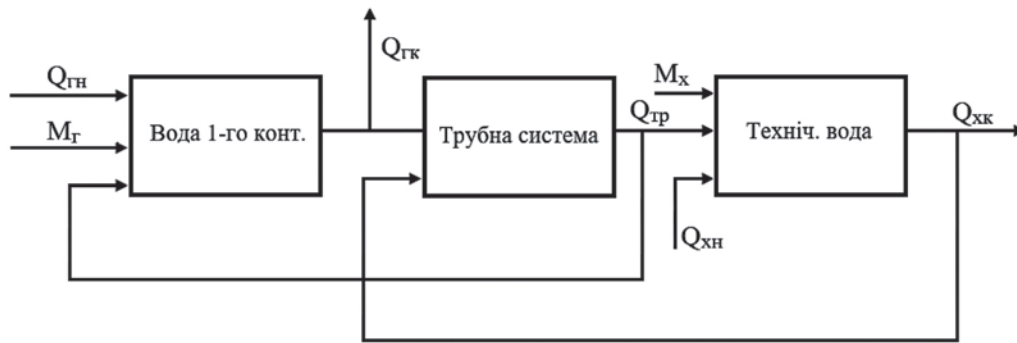 Qгн
Mг
Вода 1-го конт.
Qгк
Трубна система
Qтр
Mх
Qхн
Техніч. вода
Qхк